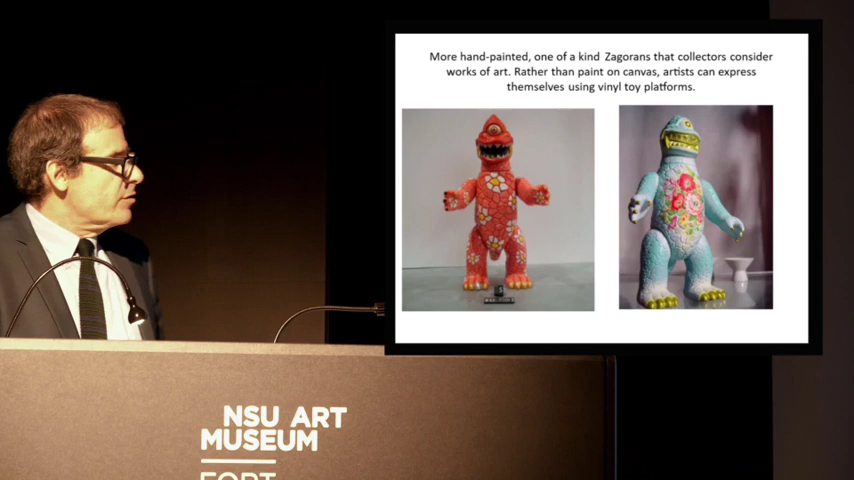 More hand-painted, one of a kind Zagorans that collectors consider
works of art. Rather than paint on canvas, artists can express
themselves using vinyl toy platforms.
NSU ART
MUSEUM
FORT